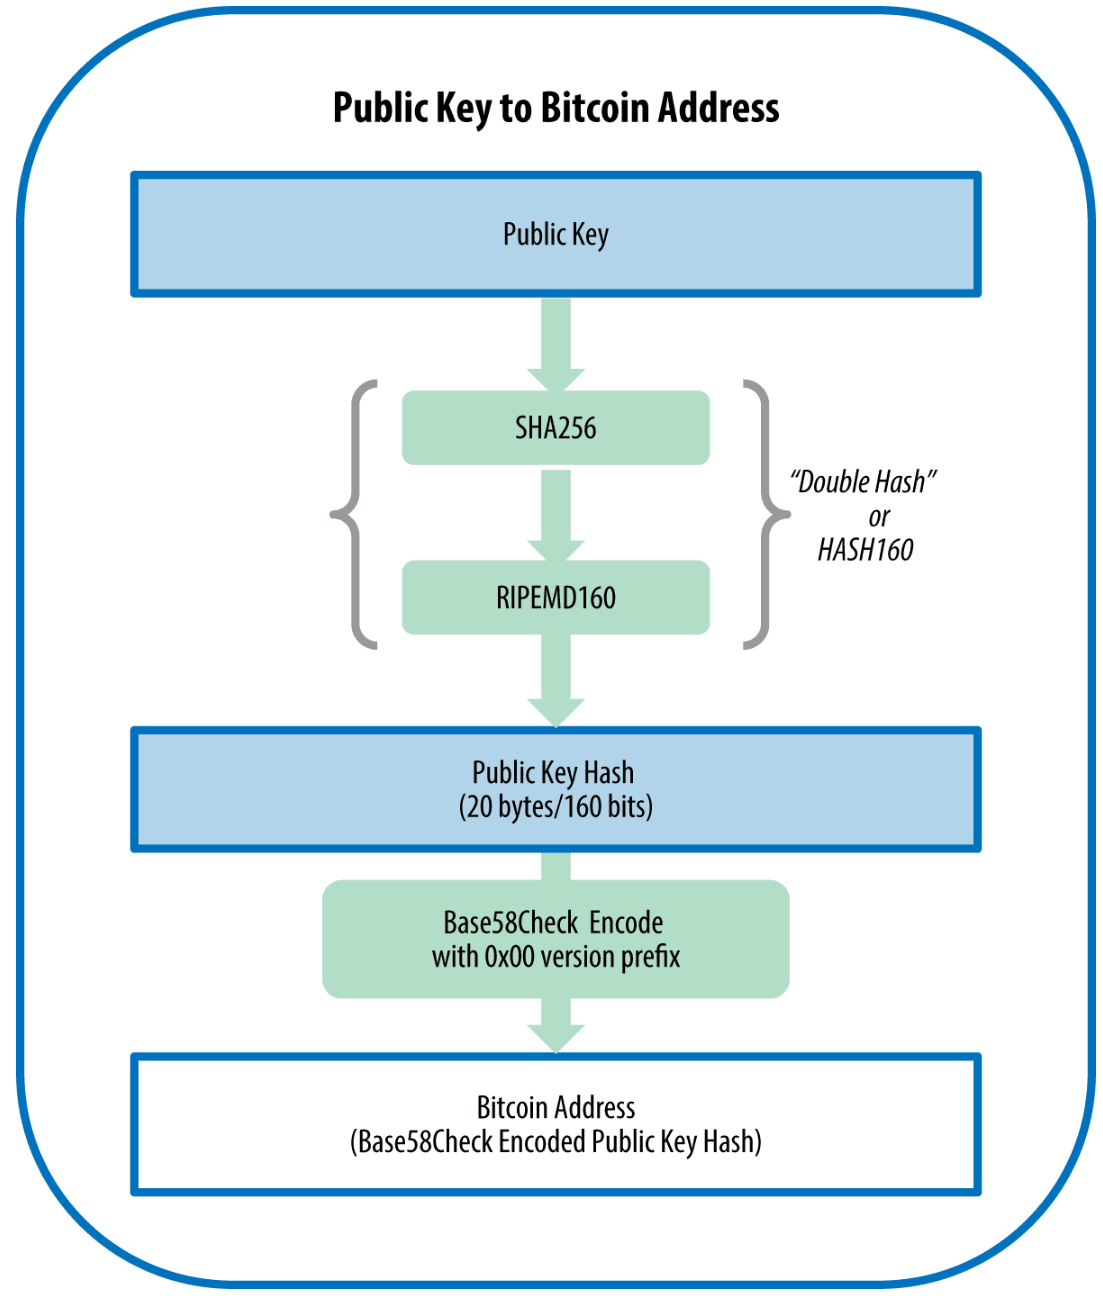 Public Key to Bitcoin Address
Public Key
SHA256
“Double Hash”
or
HASH160
RIPEMD160
Public Key Hash
(20 bytes/160 bits)
Base58Check Encode
with 0x00 version prefix
Bitcoin Address
(Base58Check Encoded Public Key Hash)